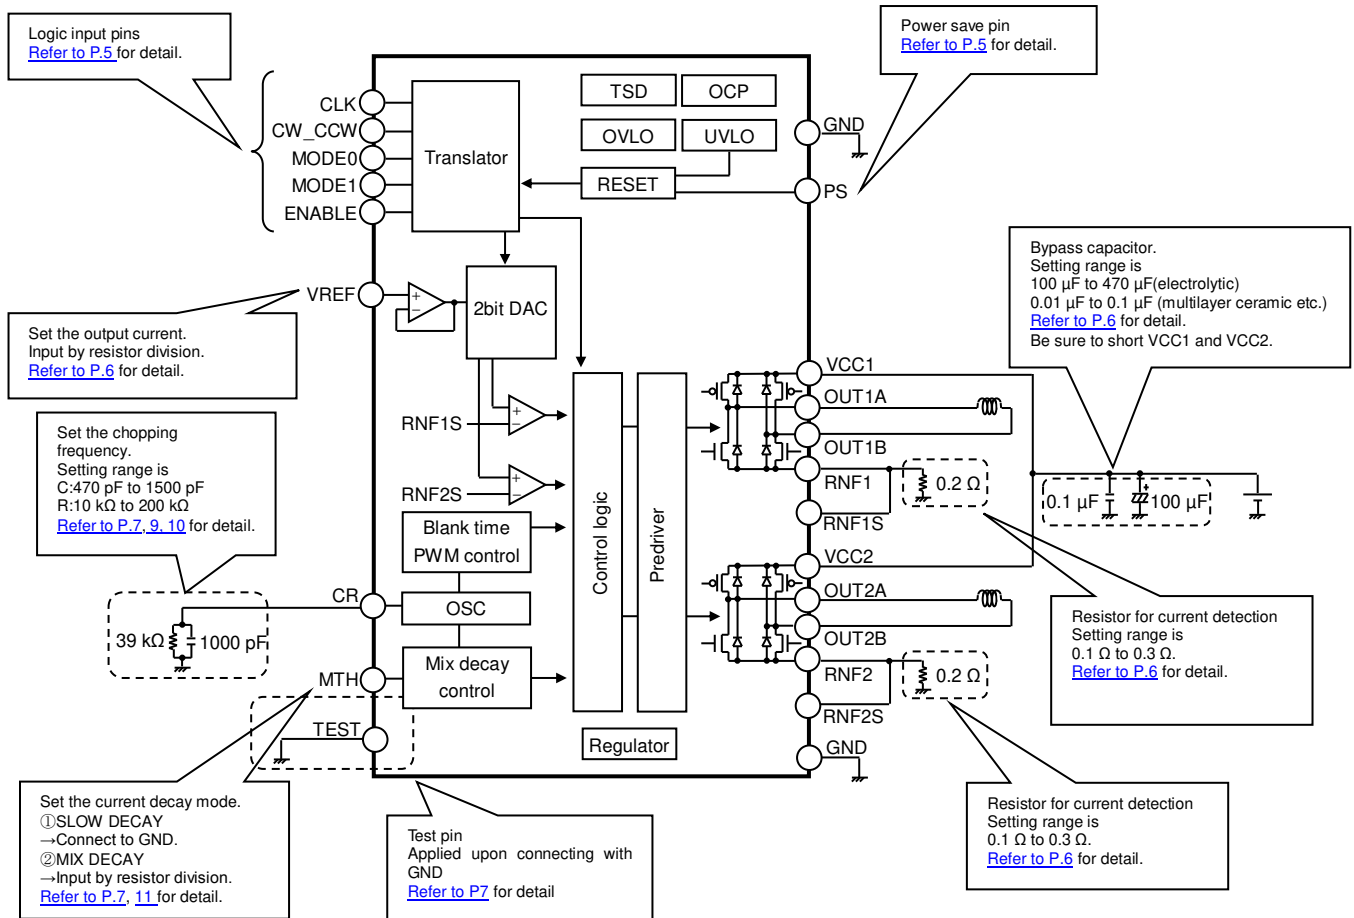 Logic input pins
Refer to P.5 for detail.
Power save pin
Refer to P.5 for detail.
CLK
CW_CCW
MODE0
MODE1
ENABLE
Translator
TSD
OCP
OVLO
UVLO
RESET
GND
PS
VREF
2bit DAC
Set the output current.
Input by resistor division.
Refer to P.6 for detail.
Bypass capacitor.
Setting range is
100 µF to 470 µF(electrolytic)
0.01 µF to 0.1 µF (multilayer ceramic etc.)
Refer to P.6 for detail.
Be sure to short VCC1 and VCC2.
Set the chopping
frequency.
Setting range is
C:470 pF to 1500 pF
R:10 kΩ to 200 kΩ
Refer to P.7, 9, 10 for detail.
+
−
RNF1S
+
−
RNF2S
+
−
Blank time
PWM control
OSC
Mix decay
control
Control logic
Predriver
Regulator
VCC1
OUT1A
OUT1B
RNF1
RNF1S
0.2 Ω
0.1 µF
+
100 µF
VCC2
OUT2A
OUT2B
RNF2
RNF2S
0.2 Ω
GND
CR
39 kΩ
1000 pF
MTH
TEST
Resistor for current detection
Setting range is
0.1 Ω to 0.3 Ω.
Refer to P.6 for detail.
Set the current decay mode.
①SLOW DECAY
→Connect to GND.
②MIX DECAY
→Input by resistor division.
Refer to P.7, 11 for detail.
Test pin
Applied upon connecting with
GND
Refer to P7 for detail
Resistor for current detection
Setting range is
0.1 Ω to 0.3 Ω.
Refer to P.6 for detail.